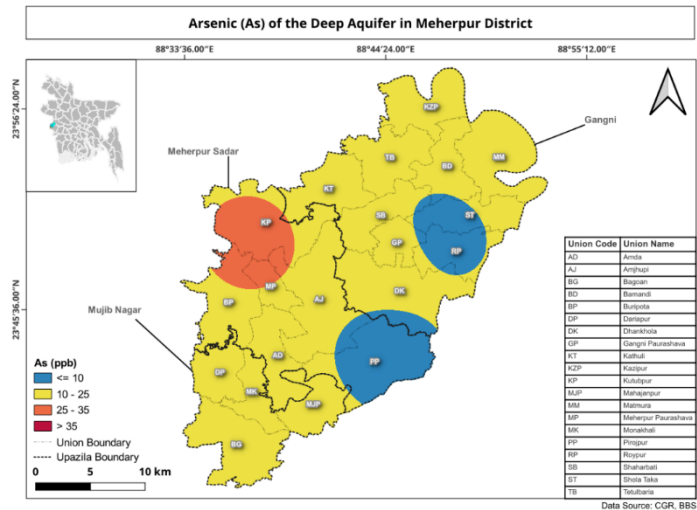 Arsenic (As) of the Deep Aquifer in Meherpur District
88°33'36.00"E 88°44'24.00"E 88°55'12.00"E
23°56'24.00"N
23°45'36.00"N
Gangni
Meherpur Sadar
Mujib Nagar
KZP
TB
BD
MM
KT
KP
SB
ST
GP
RP
MP
BP
AJ
DK
AD
PP
DP
MK
MJP
BG
As (ppb)
<= 10
10 - 25
25 - 35
> 35
Union Boundary
Upazila Boundary
0 5 10 km
Union Code Union Name
AD Amda
AJ Amjhupi
BG Bagoan
BD Bamandi
BP Buripota
DP Dariapur
DK Dhankhola
GP Gangni Paurashava
KT Kathuli
KZP Kazipur
KP Kutubpur
MJP Mahajanpur
MM Matmura
MP Meherpur Paurashava
MK Monakhali
PP Pirojpur
RP Roypur
SB Shaharbati
ST Shola Taka
TB Tetulbaria
Data Source: CGR, BBS